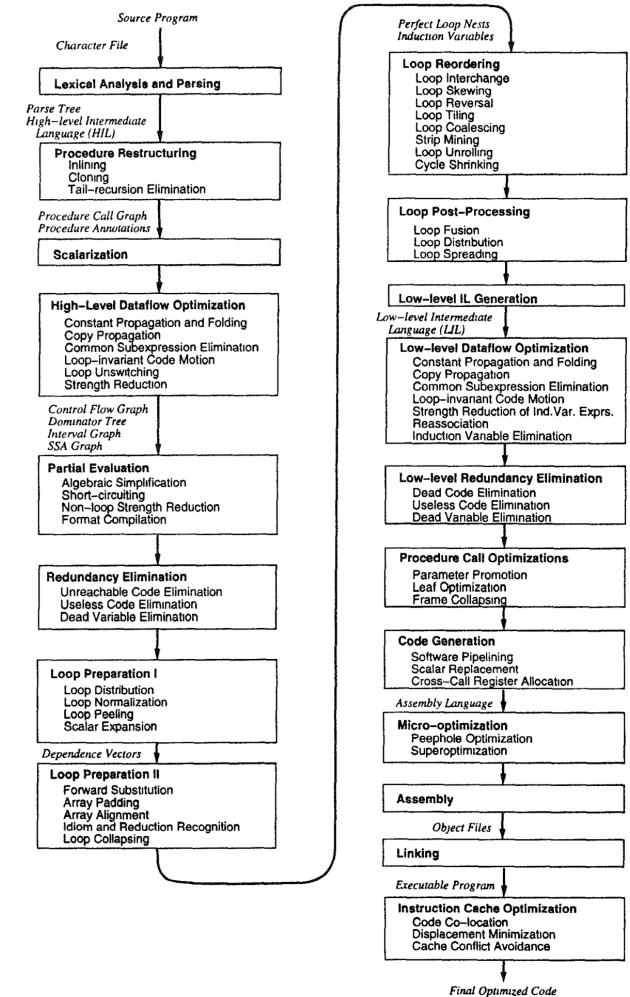 Source Program
Character File
Lexical Analysis and Parsing
Parse Tree
High-level Intermediate
Language (HIL)
Procedure Restructuring
Inlining
Cloning
Tail-recursion Elimination
Procedure Call Graph
Procedure Annotations
Scalarization
High-Level Dataflow Optimization
Constant Propagation and Folding
Copy Propagation
Common Subexpression Elimination
Loop-invariant Code Motion
Loop Unswitching
Strength Reduction
Control Flow Graph
Dominator Tree
Interval Graph
SSA Graph
Partial Evaluation
Algebraic Simplification
Short-circuiting
Non-loop Strength Reduction
Format Compilation
Redundancy Elimination
Unreachable Code Elimination
Useless Code Elimination
Dead Variable Elimination
Loop Preparation I
Loop Distribution
Loop Normalization
Loop Peeling
Scalar Expansion
Dependence Vectors
Loop Preparation II
Forward Substitution
Array Padding
Array Alignment
Idiom and Reduction Recognition
Loop Collapsing
Perfect Loop Nests
Induction Variables
Loop Reordering
Loop Interchange
Loop Skewing
Loop Reversal
Loop Tiling
Loop Coalescing
Strip Mining
Loop Unrolling
Cycle Shrinking
Loop Post-Processing
Loop Fusion
Loop Distribution
Loop Spreading
Low-level IL Generation
Low-level Intermediate
Language (LIL)
Low-level Dataflow Optimization
Constant Propagation and Folding
Copy Propagation
Common Subexpression Elimination
Loop-invariant Code Motion
Strength Reduction of Ind.Var. Exprs.
Reassociation
Induction Variable Elimination
Low-level Redundancy Elimination
Dead Code Elimination
Useless Code Elimination
Dead Variable Elimination
Procedure Call Optimizations
Parameter Promotion
Leaf Optimization
Frame Collapsing
Code Generation
Software Pipelining
Scalar Replacement
Cross-Call Register Allocation
Assembly Language
Micro-optimization
Peephole Optimization
Superoptimization
Assembly
Object Files
Linking
Executable Program
Instruction Cache Optimization
Code Co-location
Displacement Minimization
Cache Conflict Avoidance
Final Optimized Code